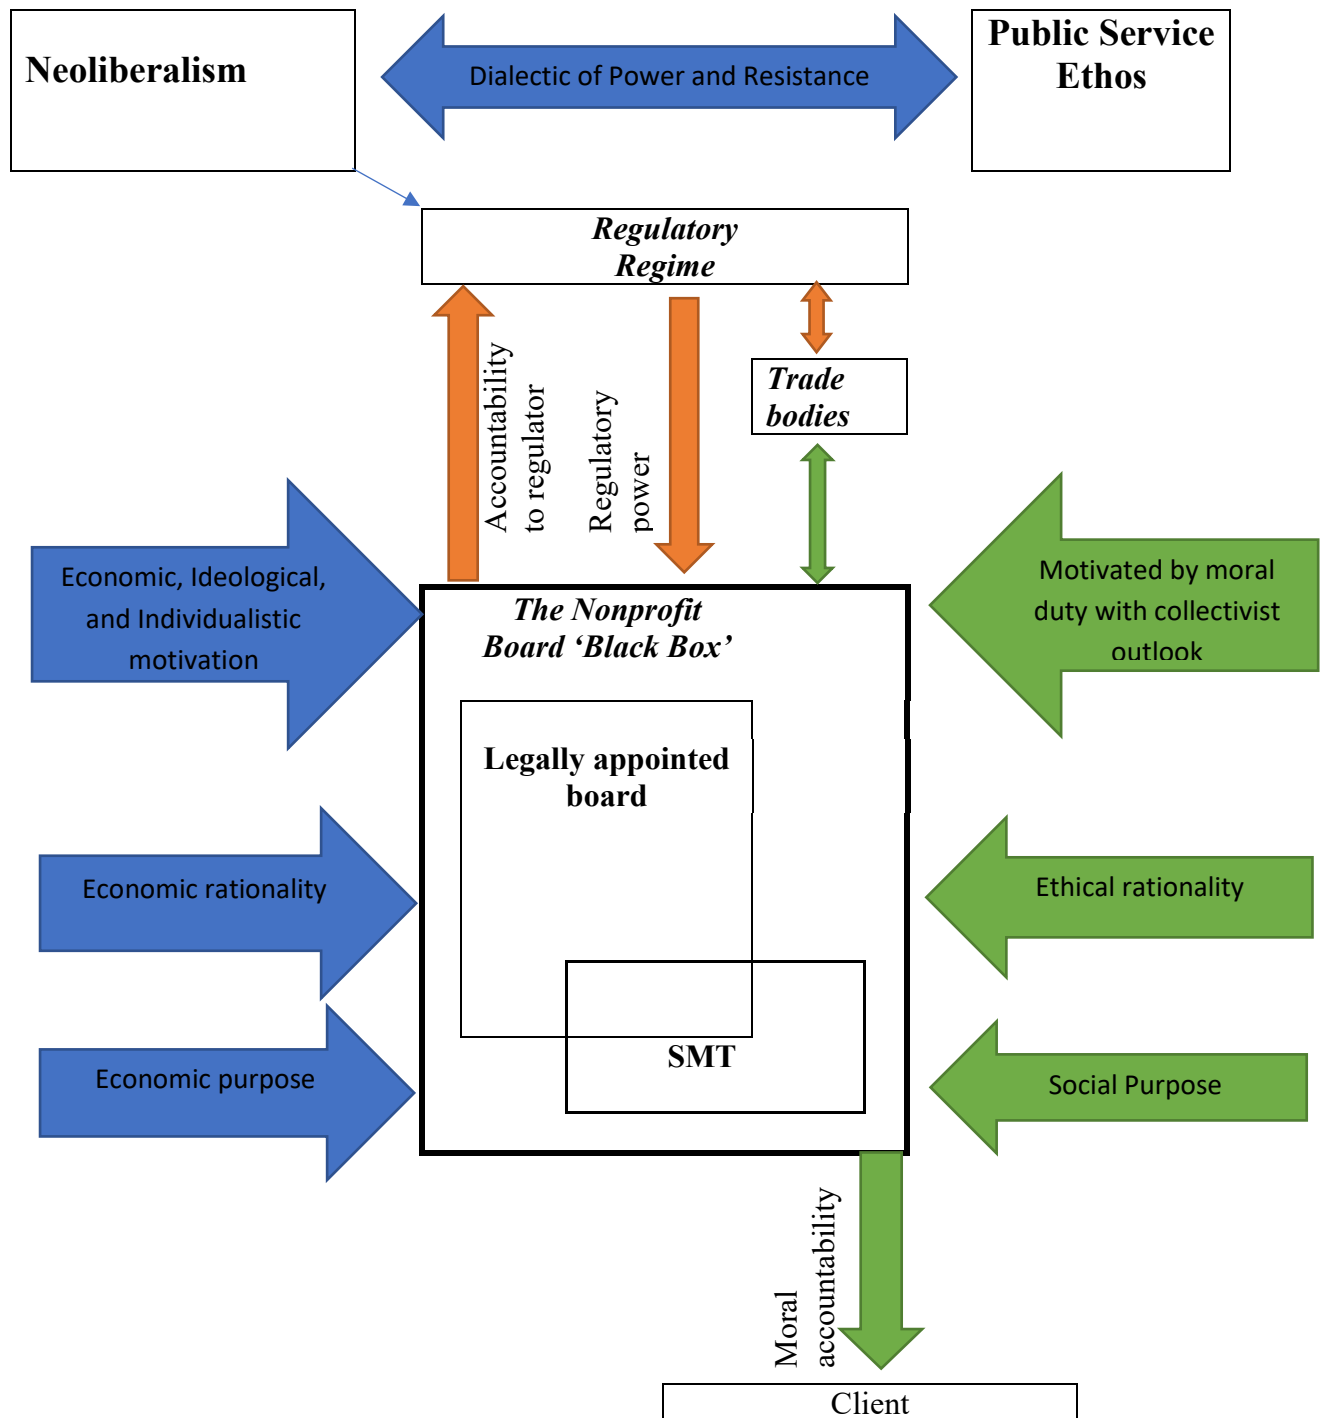 Neoliberalism
Dialectic of Power and Resistance
Public Service
Ethos
Regulatory
Regime
Accountability
to regulator
Regulatory
power
Trade
bodies
Economic, Ideological,
and Individualistic
motivation
The Nonprofit
Board ‘Black Box’
Motivated by moral
duty with collectivist
outlook
Legally appointed
board
Economic rationality
Ethical rationality
SMT
Economic purpose
Social Purpose
Moral
accountability
Client